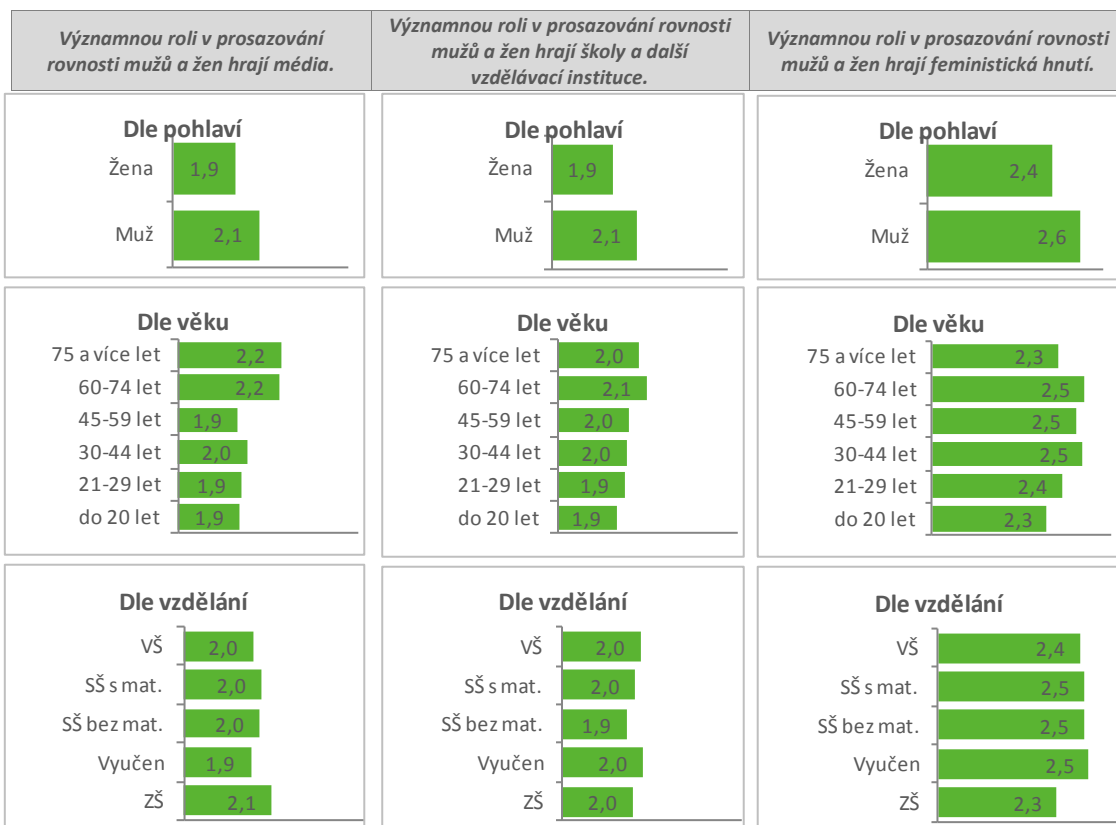 Významnou roli v prosazování
rovnosti mužů a žen hrají média.
Významnou roli v prosazování rovnosti
mužů a žen hrají školy a další
vzdělávací instituce.
Významnou roli v prosazování rovnosti
mužů a žen hrají feministická hnutí.
Dle pohlaví
Žena 1,9
Muž 2,1
Dle pohlaví
Žena 1,9
Muž 2,1
Dle pohlaví
Žena 2,4
Muž 2,6
Dle věku
75 a více let 2,2
60-74 let 2,2
45-59 let 1,9
30-44 let 2,0
21-29 let 1,9
do 20 let 1,9
Dle věku
75 a více let 2,0
60-74 let 2,1
45-59 let 2,0
30-44 let 2,0
21-29 let 1,9
do 20 let 1,9
Dle věku
75 a více let 2,3
60-74 let 2,5
45-59 let 2,5
30-44 let 2,5
21-29 let 2,4
do 20 let 2,3
Dle vzdělání
VŠ 2,0
SŠ s mat. 2,0
SŠ bez mat. 2,0
Vyučen 1,9
ZŠ 2,1
Dle vzdělání
VŠ 2,0
SŠ s mat. 2,0
SŠ bez mat. 1,9
Vyučen 2,0
ZŠ 2,0
Dle vzdělání
VŠ 2,4
SŠ s mat. 2,5
SŠ bez mat. 2,5
Vyučen 2,5
ZŠ 2,3